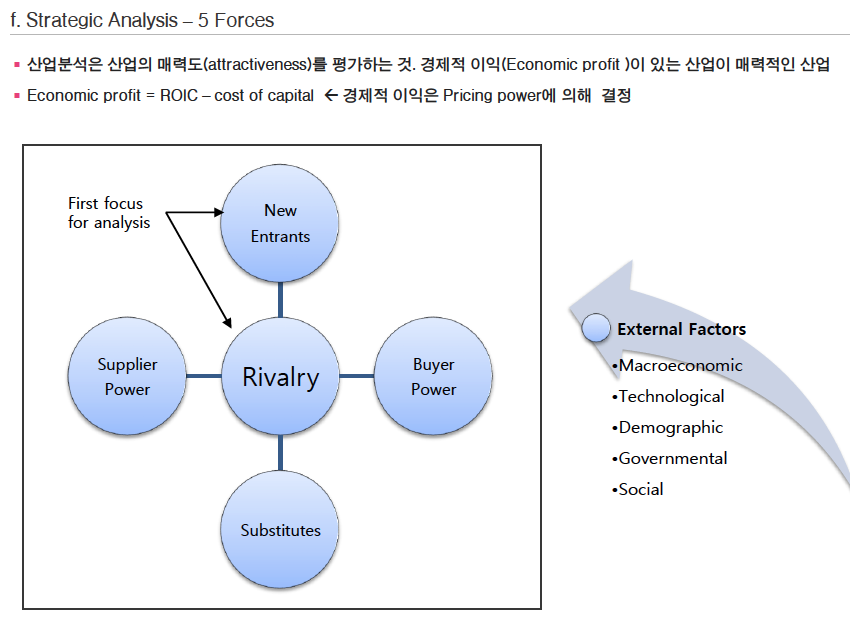 f. Strategic Analysis – 5 Forces
▪ 산업분석은 산업의 매력도(attractiveness)를 평가하는 것. 경제적 이익(Economic profit )이 있는 산업이 매력적인 산업
▪ Economic profit = ROIC – cost of capital ← 경제적 이익은 Pricing power에 의해 결정
First focus
for analysis
New
Entrants
Supplier
Power
Rivalry
Buyer
Power
Substitutes
External Factors
•Macroeconomic
•Technological
•Demographic
•Governmental
•Social